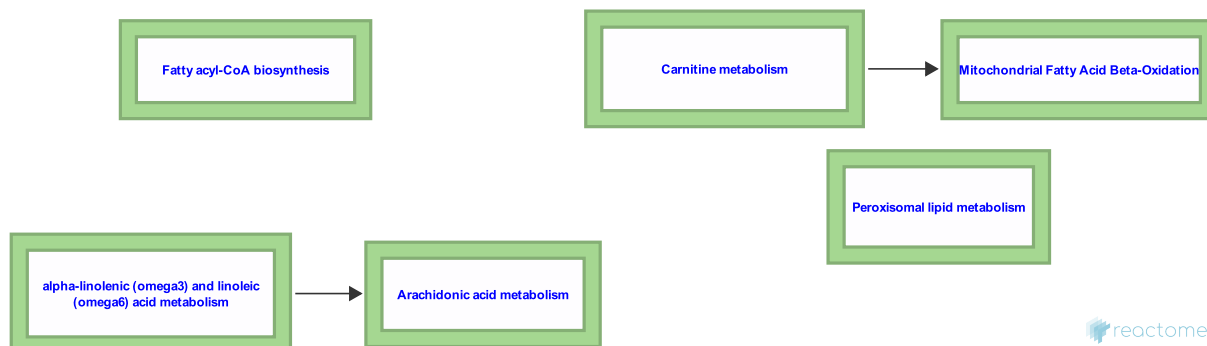 Fatty acyl-CoA biosynthesis
Carnitine metabolism
Mitochondrial Fatty Acid Beta-Oxidation
Peroxisomal lipid metabolism
alpha-linolenic (omega3) and linoleic
(omega6) acid metabolism
Arachidonic acid metabolism
reactome